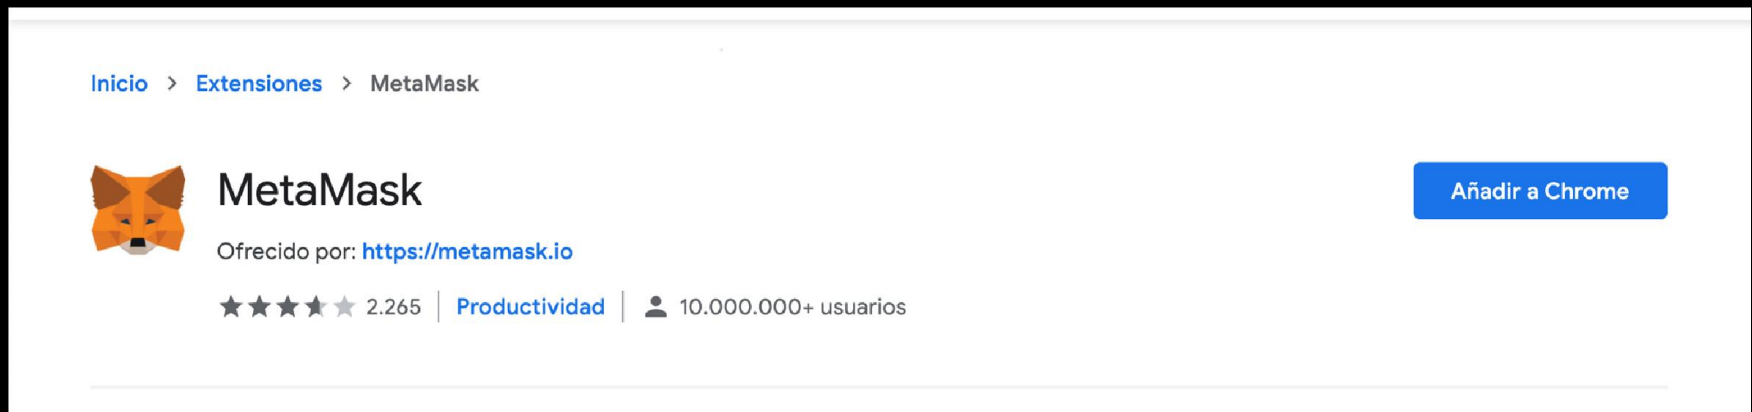 Inicio > Extensiones > MetaMask
MetaMask
Añadir a Chrome
Ofrecido por: https://metamask.io
2.265 | Productividad | 10.000.000+ usuarios